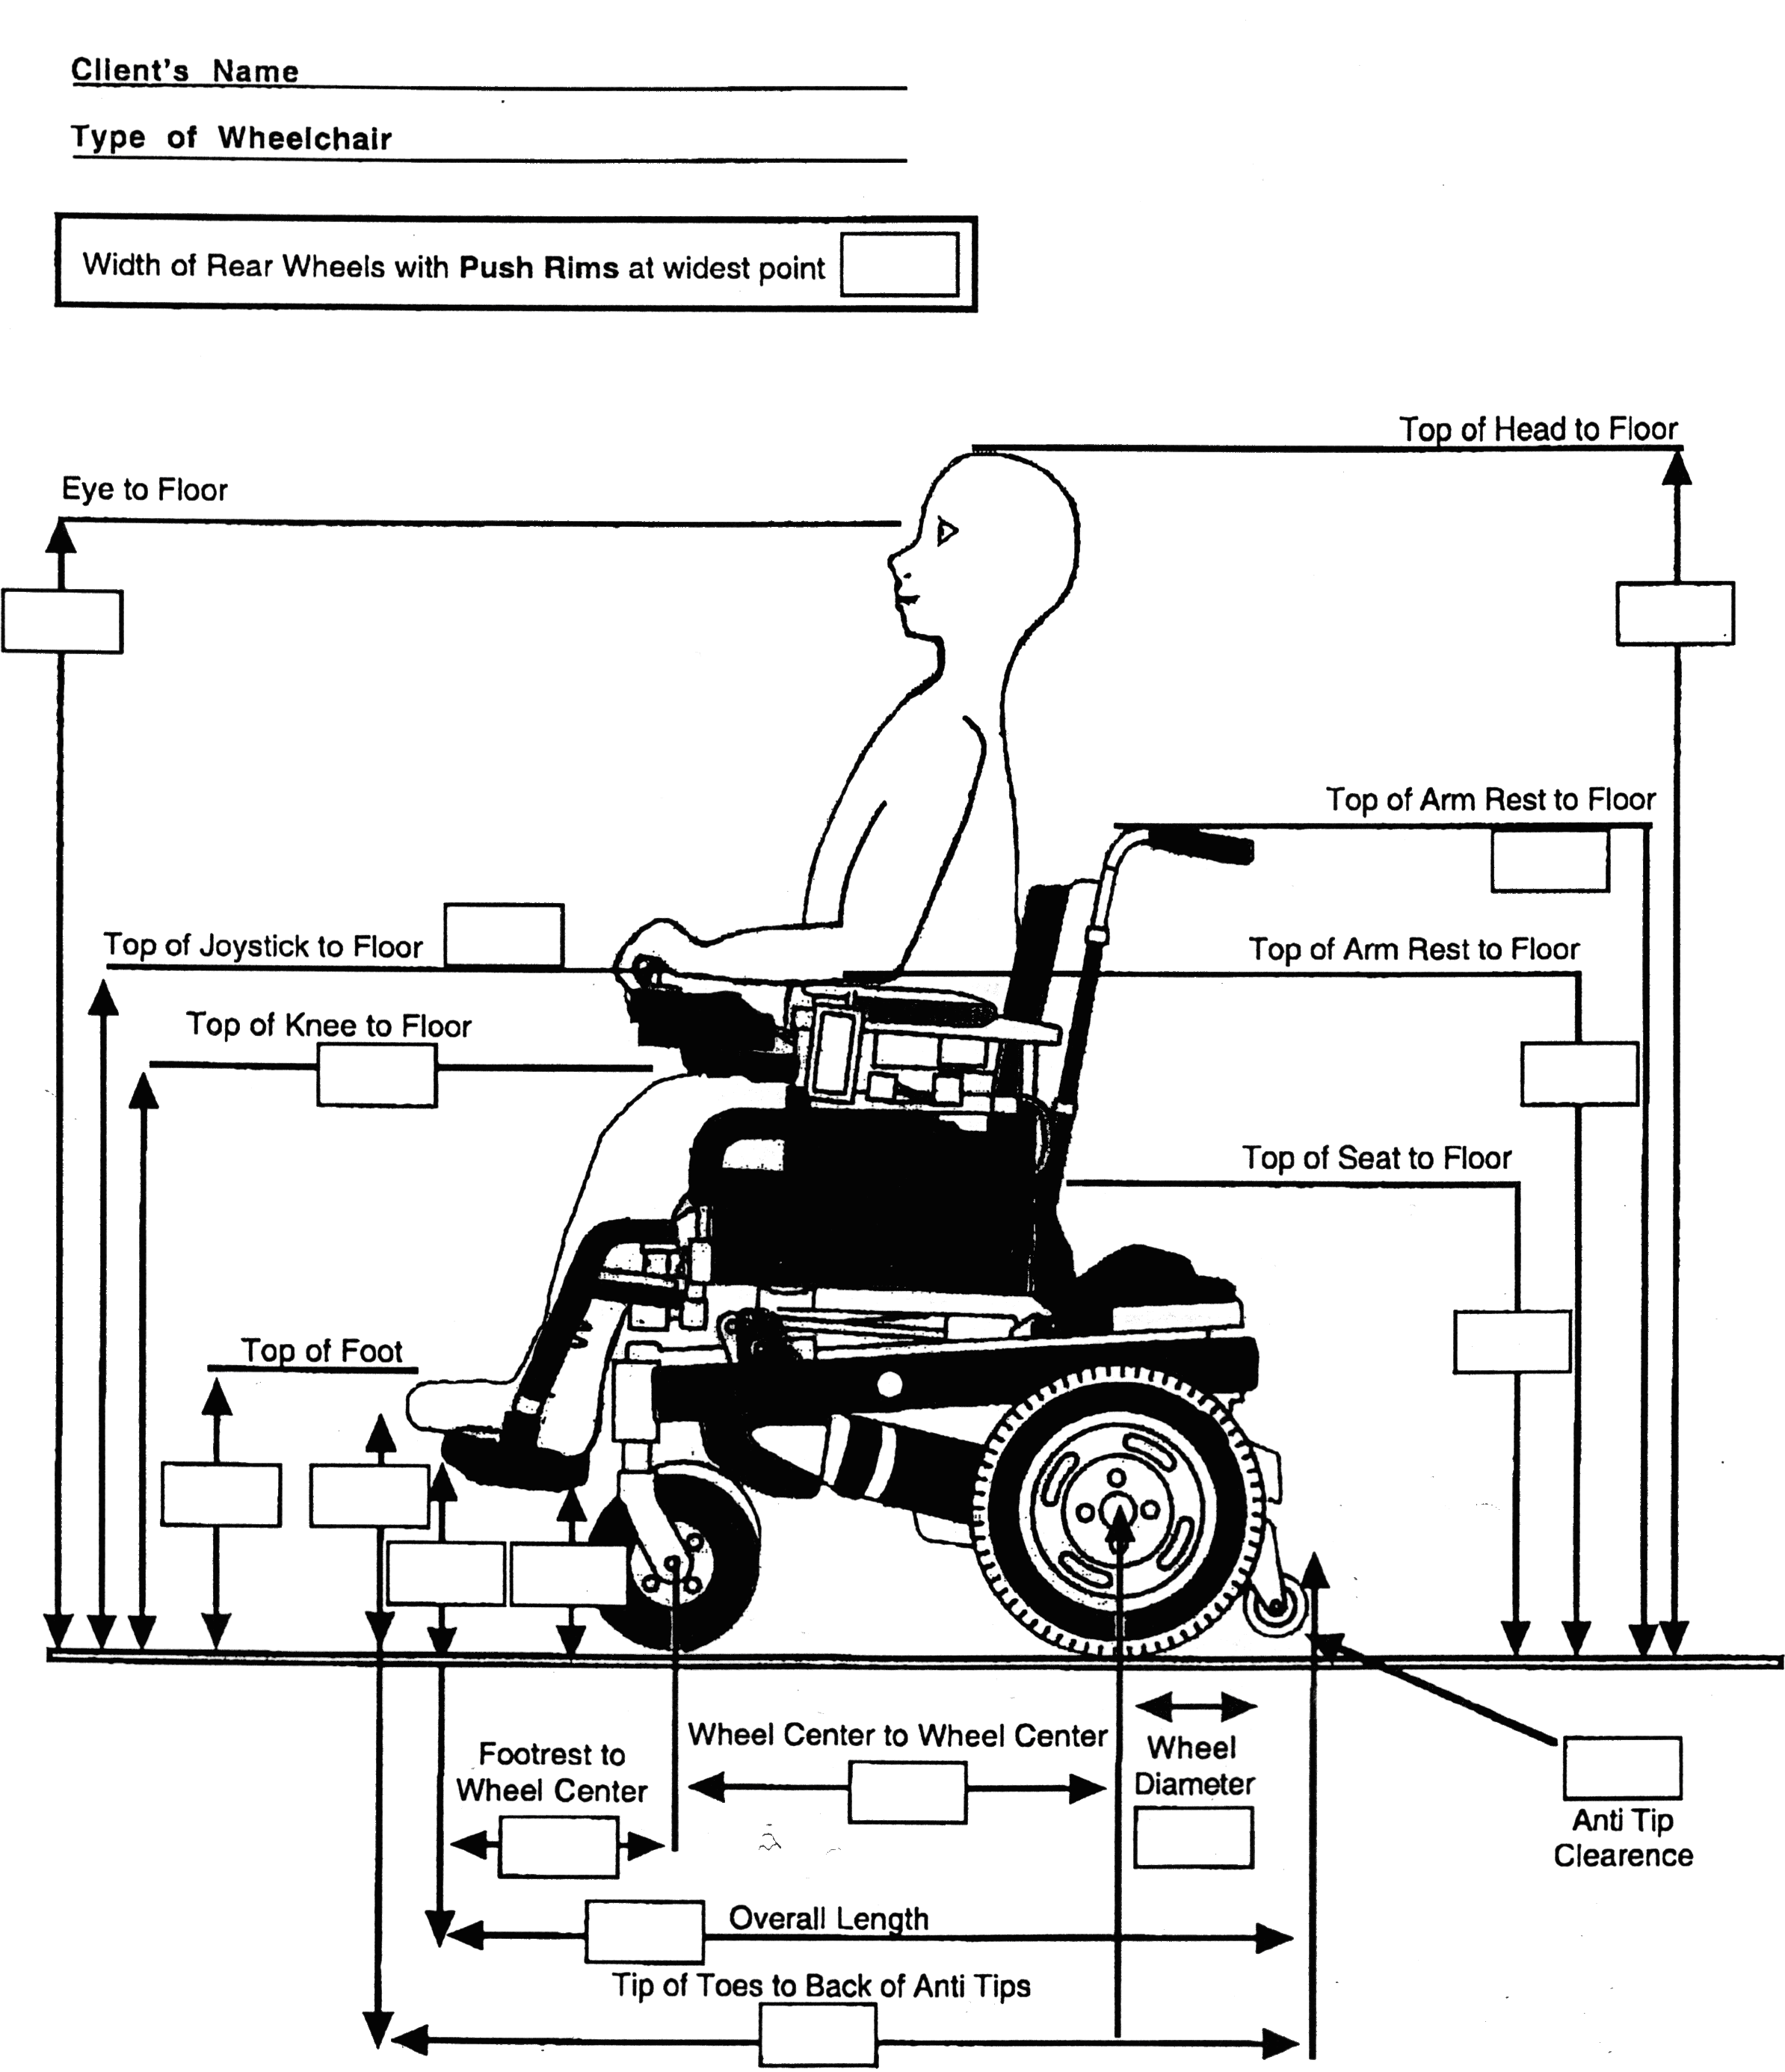 Client's Name
Type of Wheelchair
Width of Rear Wheels with Push Rims at widest point
Top of Head to Floor
Eye to Floor
Top of Arm Rest to Floor
Top of Joystick to Floor
Top of Arm Rest to Floor
Top of Knee to Floor
Top of Seat to Floor
Top of Foot
Wheel Center to Wheel Center
Footrest to
Wheel Center
Wheel
Diameter
Anti Tip
Clearence
Overall Length
Tip of Toes to Back of Anti Tips